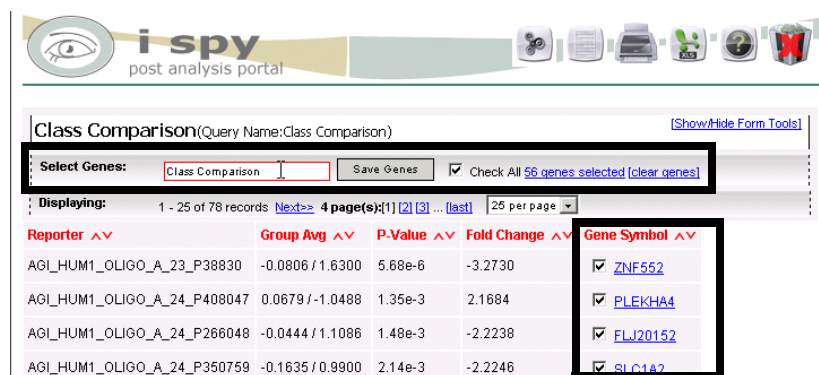 i spy
post analysis portal
XLS
Class Comparison(Query Name:Class Comparison)
[Show/Hide Form Tools]
Select Genes: Class Comparison Save Genes Check All 56 genes selected [clear genes]
Displaying: 1 - 25 of 78 records Next>> 4 page(s):[1] [2] [3] ... [last] 25 per page
Reporter Group Avg P-Value Fold Change Gene Symbol
AGI_HUM1_OLIGO_A_23_P38830 -0.0806 / 1.6300 5.68e-6 -3.2730 ZNF552
AGI_HUM1_OLIGO_A_24_P408047 0.0679 / -1.0488 1.35e-3 2.1684 PLEKHA4
AGI_HUM1_OLIGO_A_24_P266048 -0.0444 / 1.1086 1.48e-3 -2.2238 FLJ20152
AGI_HUM1_OLIGO_A_24_P350759 -0.1635 / 0.9900 2.14e-3 -2.2246 SLC1A2